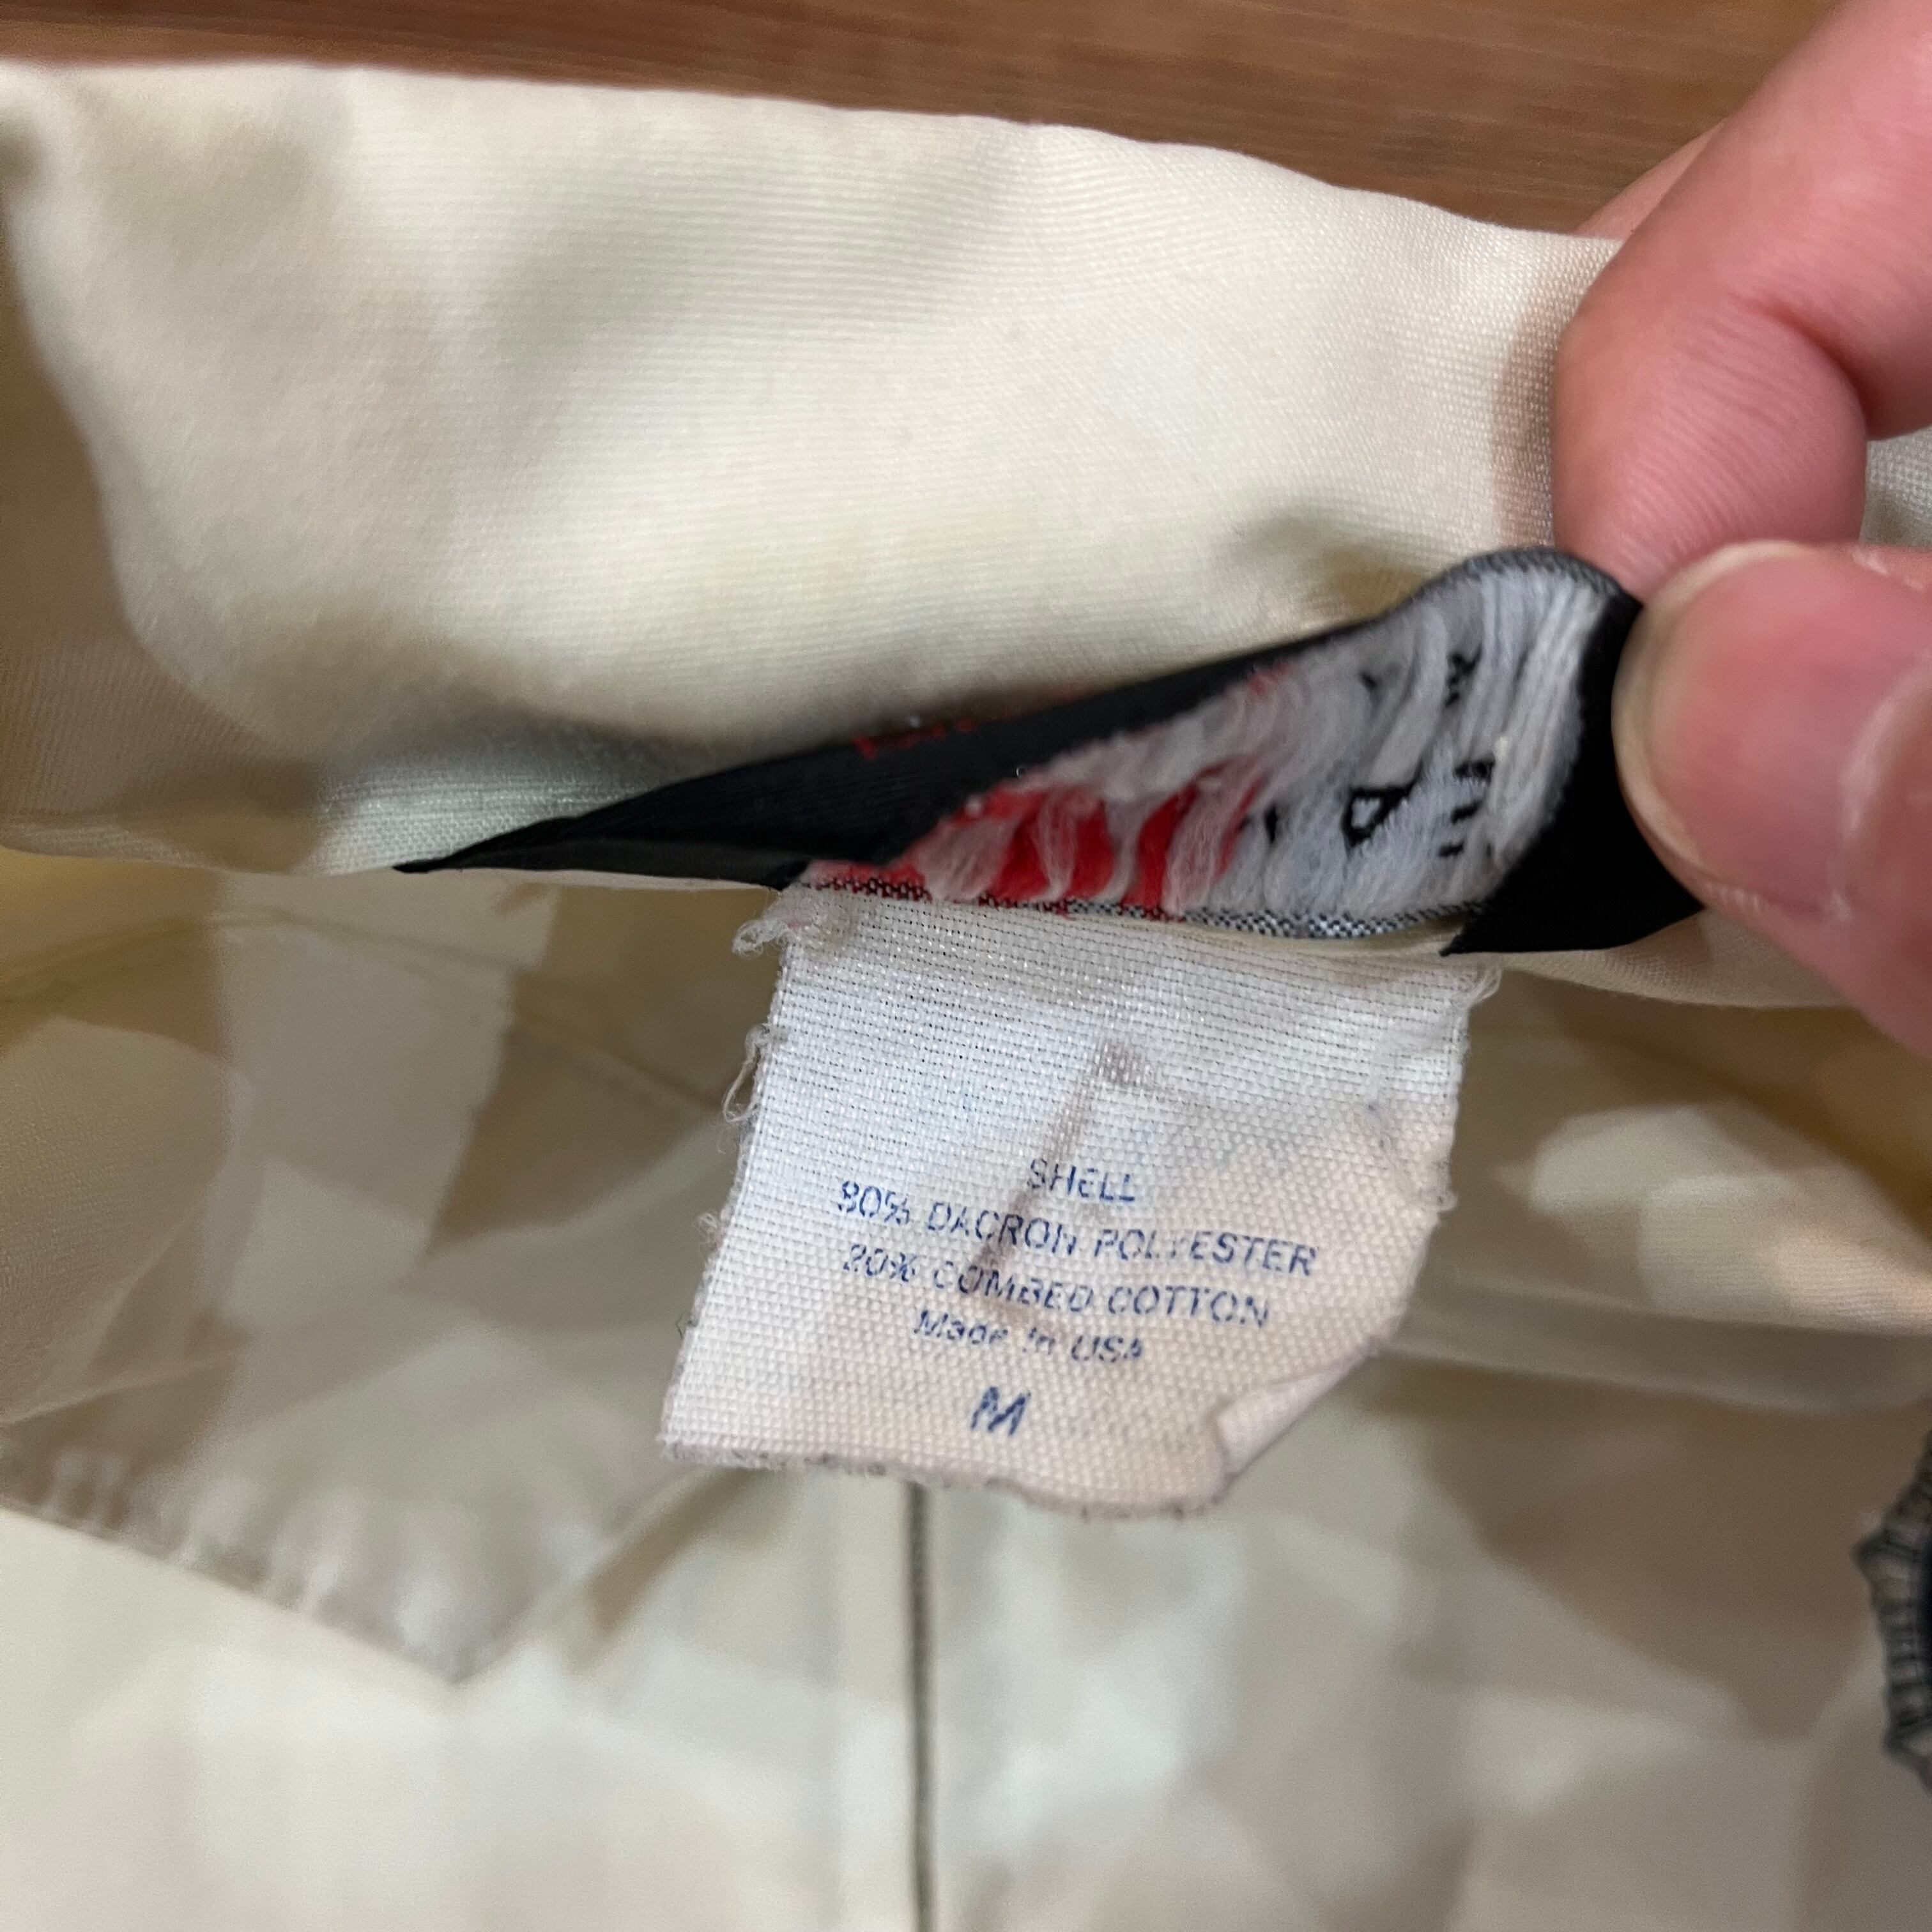 SHELL
80% DACRON POLYESTER
20% COMBED COTTON
Made in USA
M